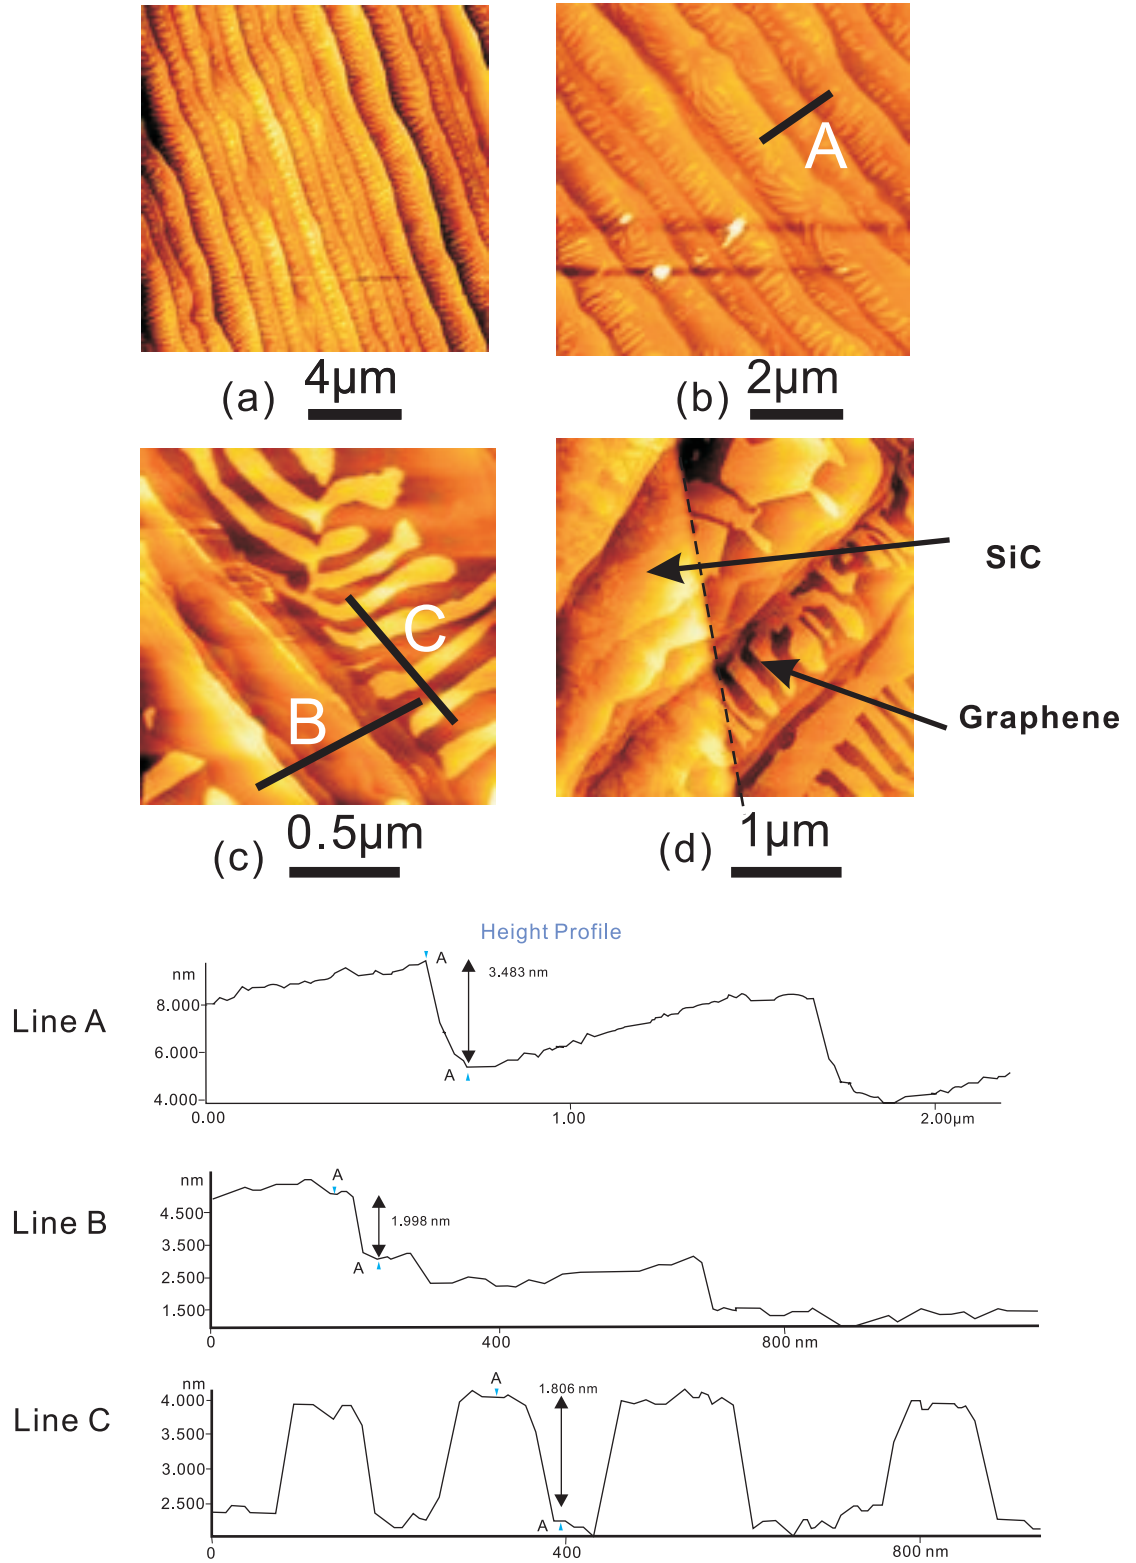 A
4μm
(a)
2μm
(b)
C
B
SiC
Graphene
0.5μm
(c)
1μm
(d)
Height Profile
Line A
nm
8.000
6.000
4.000
A
3.483 nm
A
0.00
1.00
2.00μm
Line B
nm
4.500
3.500
2.500
1.500
A
1.998 nm
A
0
400
800 nm
Line C
nm
4.000
3.500
3.000
2.500
A
1.806 nm
A
0
400
800 nm